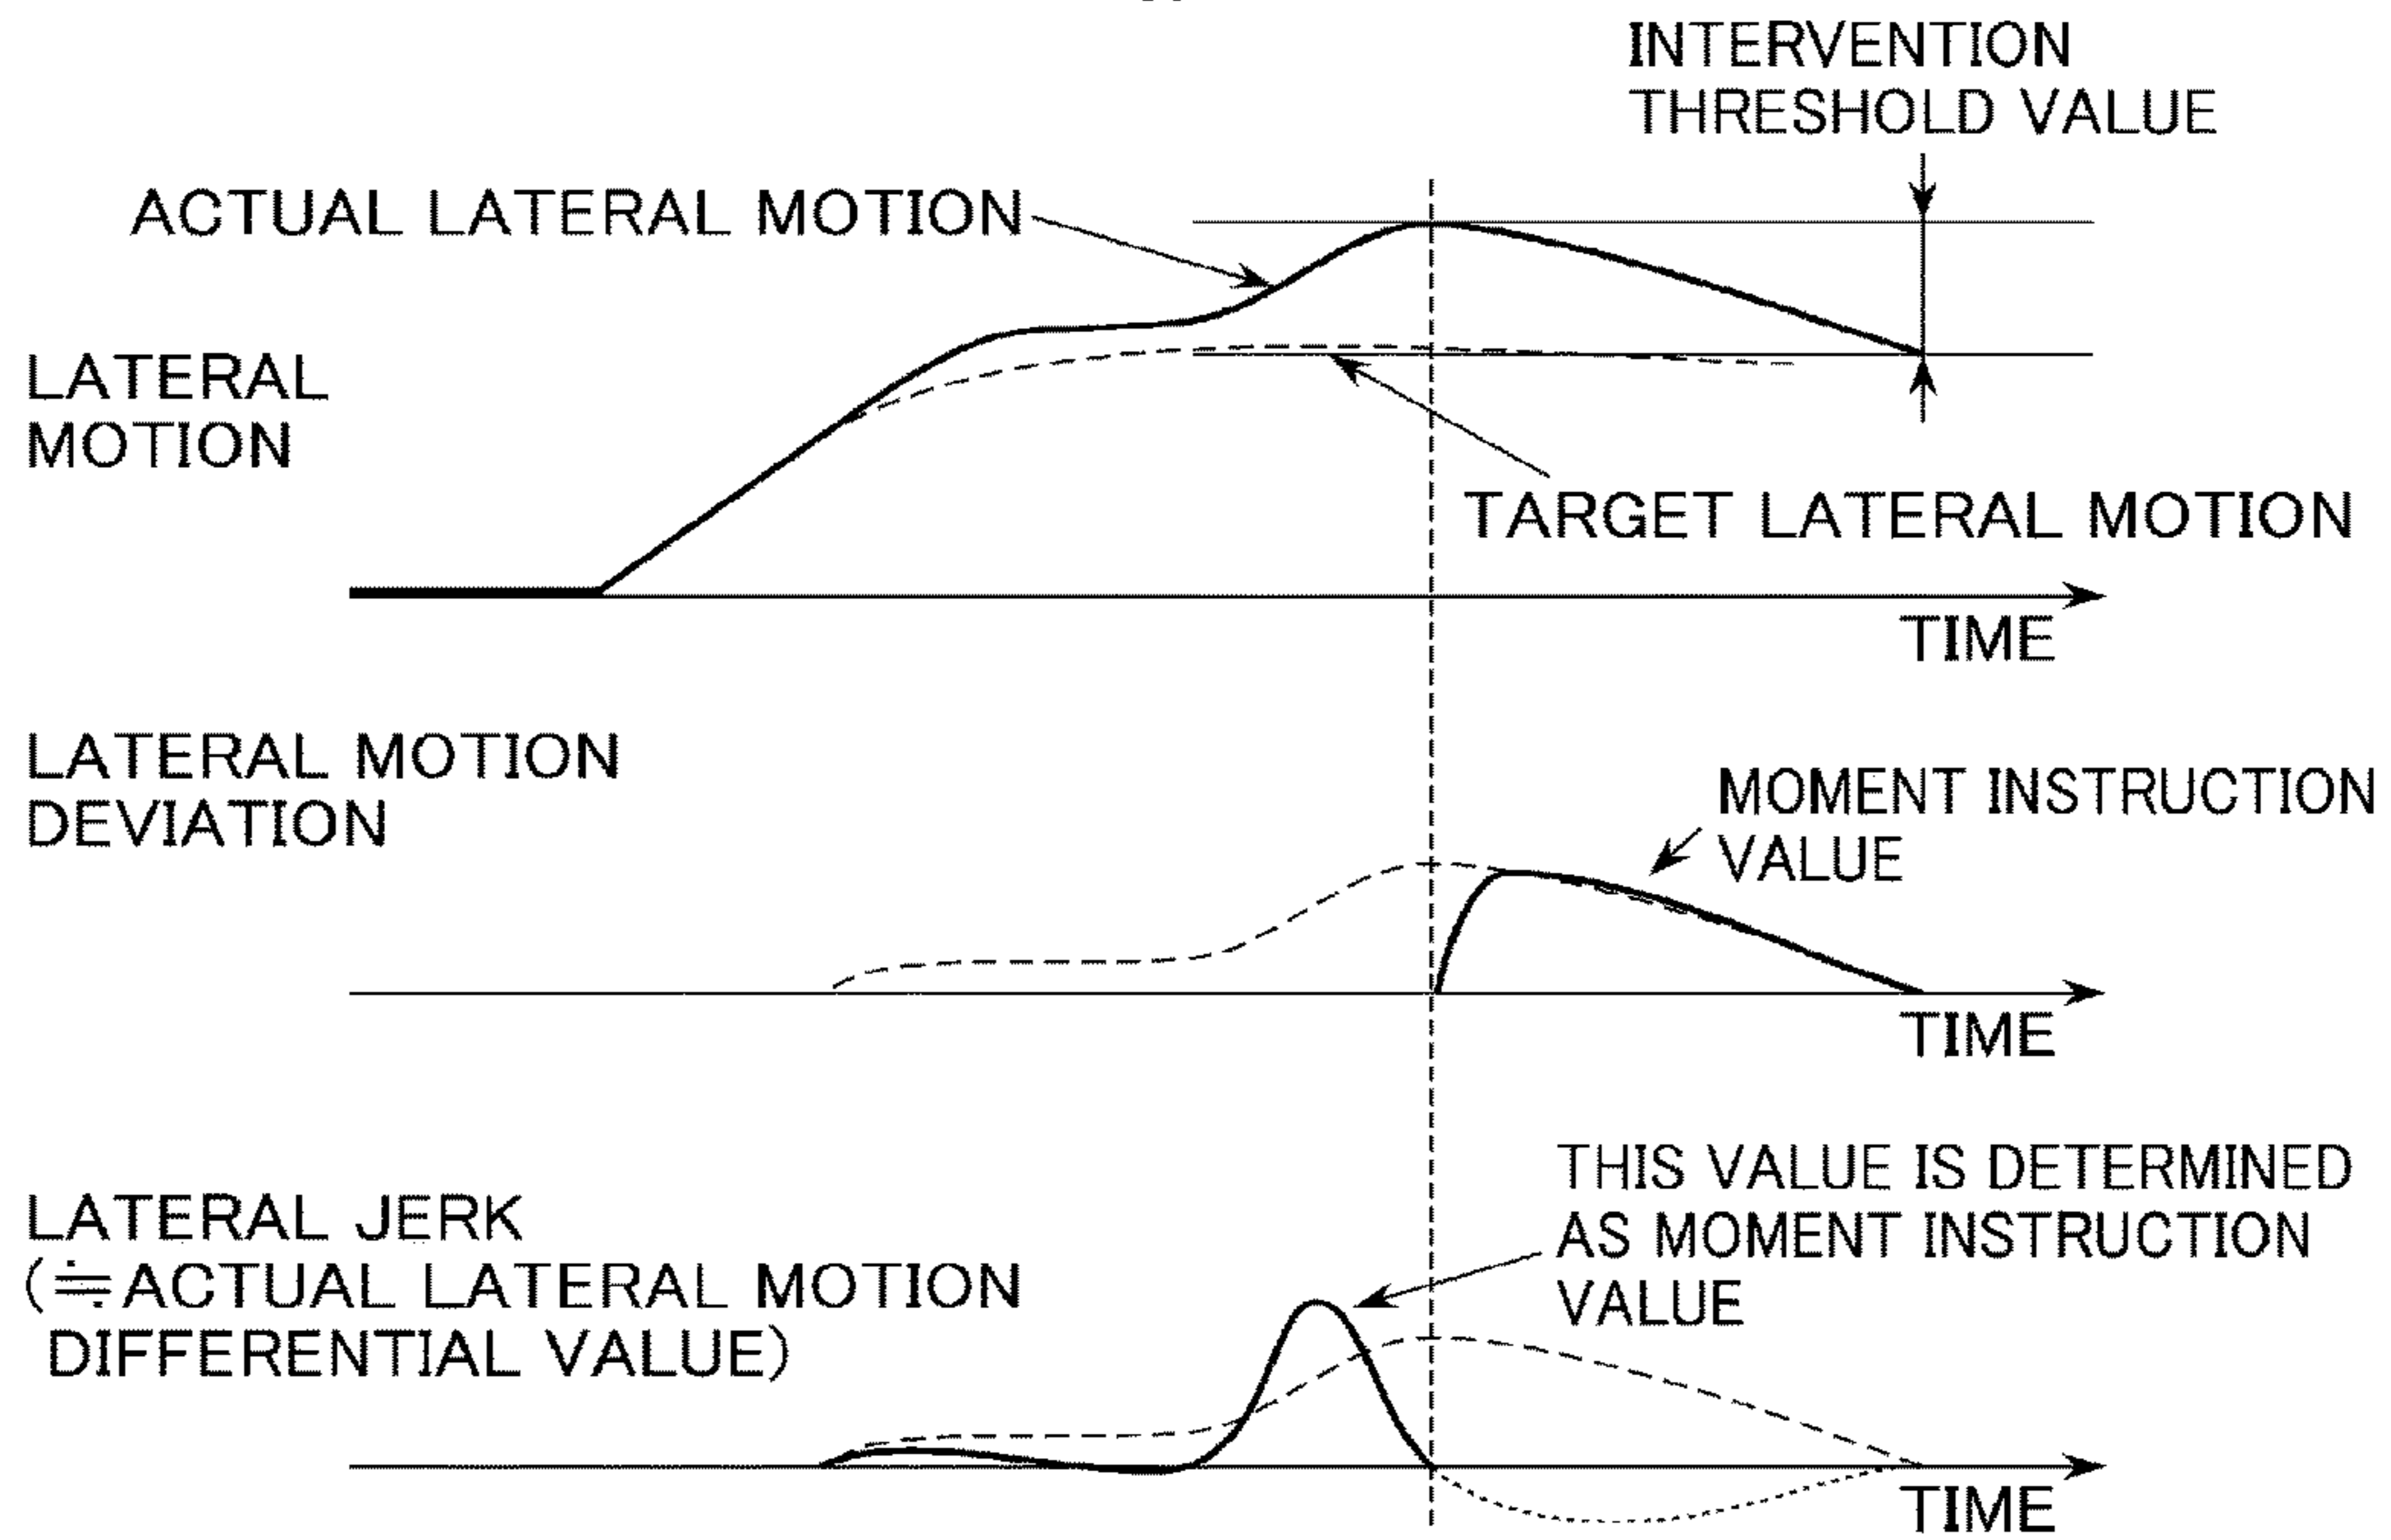 INTERVENTION
THRESHOLD VALUE
ACTUAL LATERAL MOTION
LATERAL
MOTION
TARGET LATERAL MOTION
TIME
LATERAL MOTION
DEVIATION
MOMENT INSTRUCTION
VALUE
TIME
THIS VALUE IS DETERMINED
AS MOMENT INSTRUCTION
VALUE
LATERAL JERK
(≒ACTUAL LATERAL MOTION
DIFFERENTIAL VALUE)
TIME